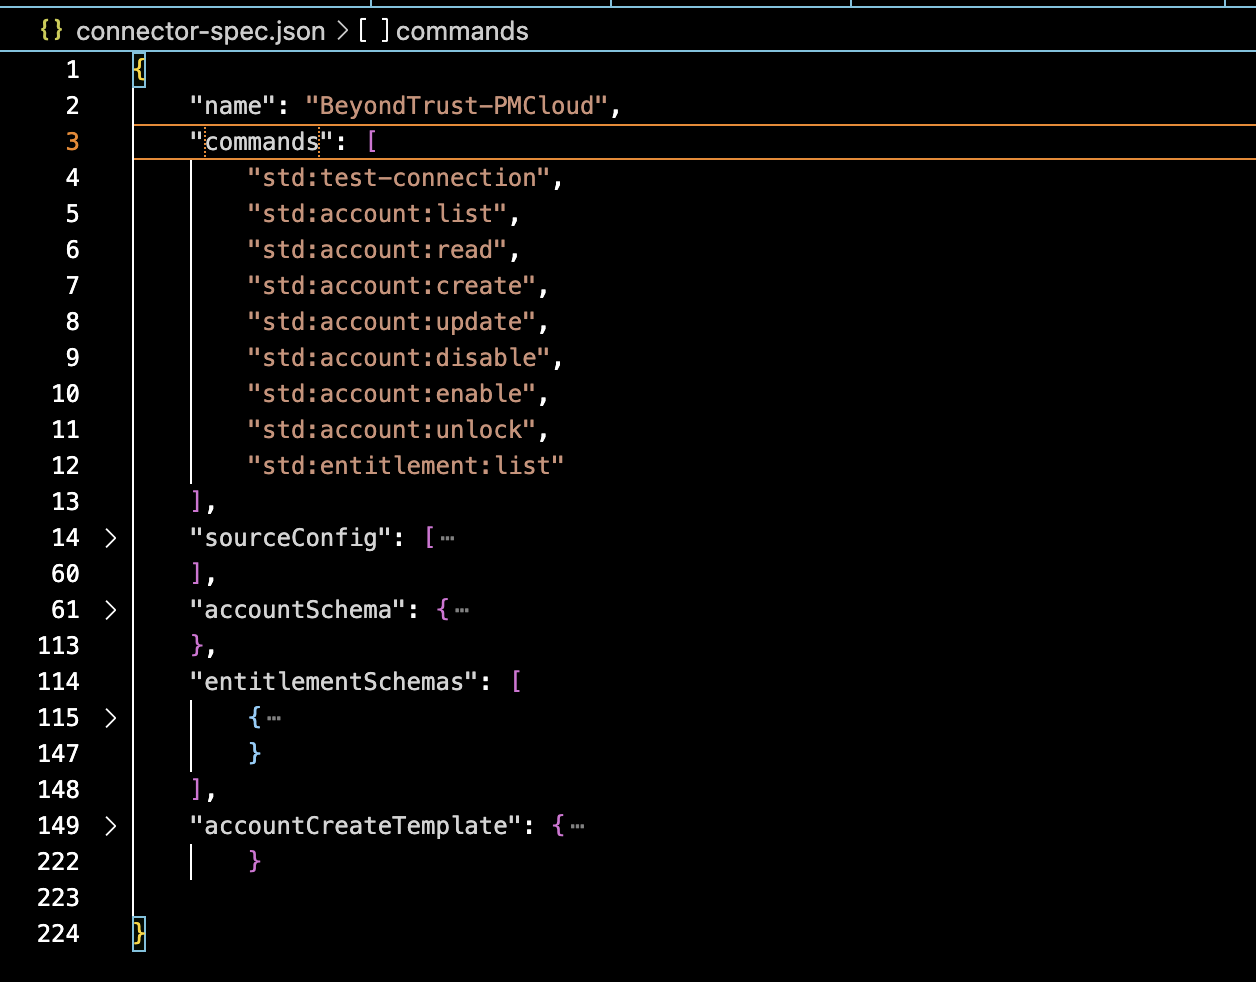 {} connector-spec.json > [ ] commands
1 {
2 "name": "BeyondTrust-PMCloud",
3 "commands": [
4 "std:test-connection",
5 "std:account:list",
6 "std:account:read",
7 "std:account:create",
8 "std:account:update",
9 "std:account:disable",
10 "std:account:enable",
11 "std:account:unlock",
12 "std:entitlement:list"
13 ],
14 > "sourceConfig": [⋯
60 ],
61 > "accountSchema": {⋯
113 },
114 "entitlementSchemas": [
115 > {⋯
147 }
148 ],
149 > "accountCreateTemplate": {⋯
222 }
223
224 }